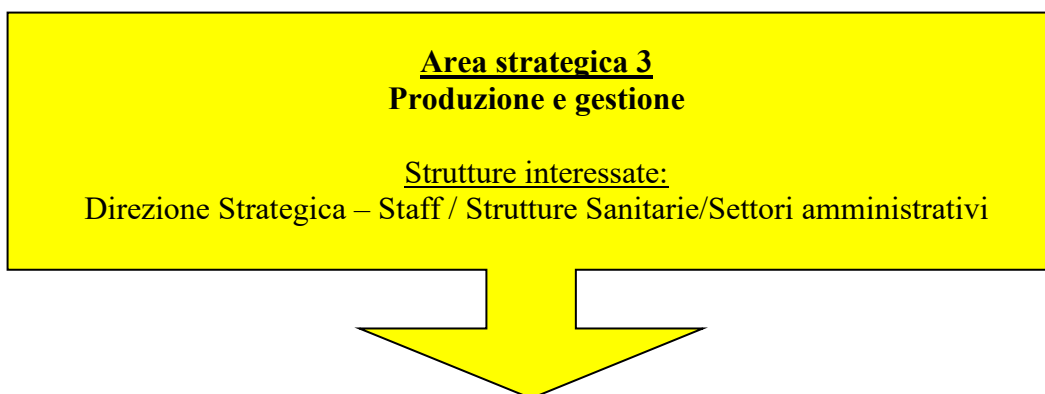 Area strategica 3
Produzione e gestione
Strutture interessate:
Direzione Strategica – Staff / Strutture Sanitarie/Settori amministrativi